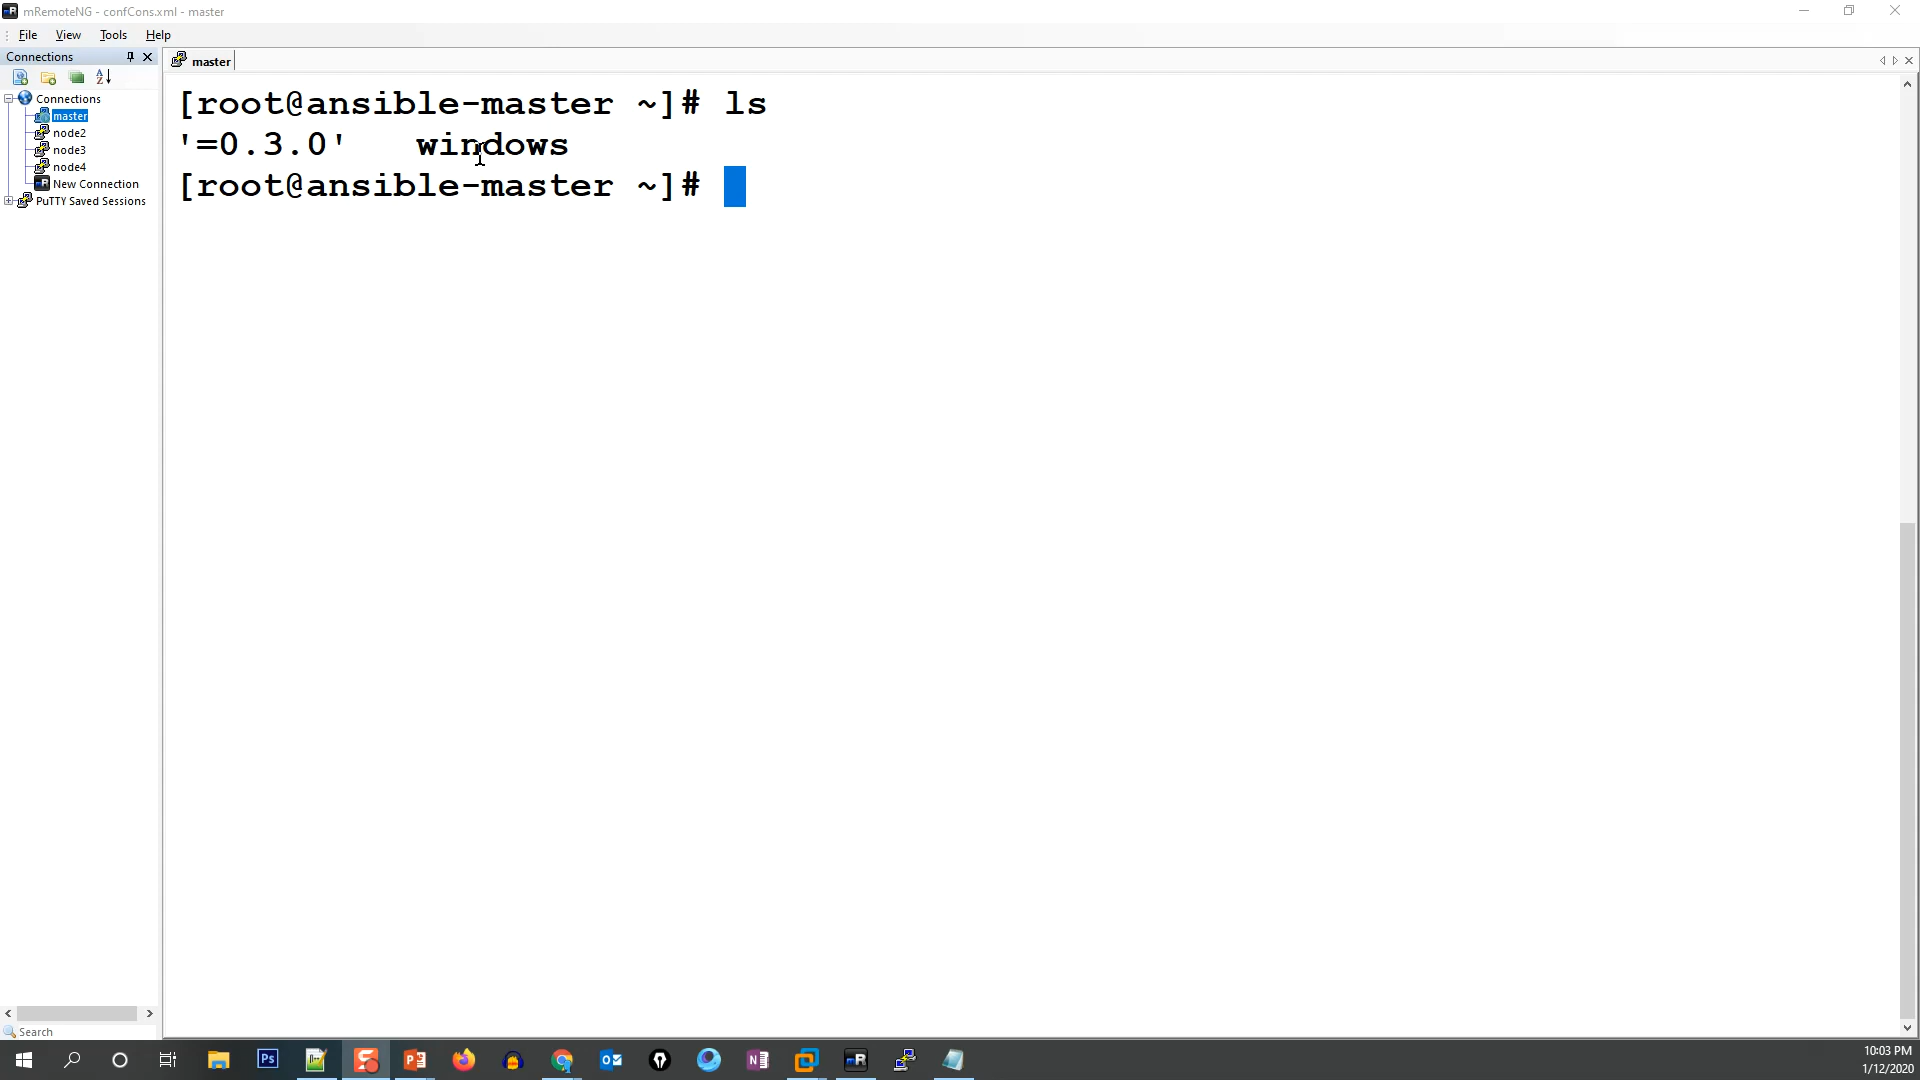 mRemoteNG - confCons.xml - master
File View Tools Help
Connections
master
Connections
master
node2
node3
node4
New Connection
PuTTY Saved Sessions
[root@ansible-master ~]# ls
'=0.3.0' windows
[root@ansible-master ~]#
Search
10:03 PM
1/12/2020